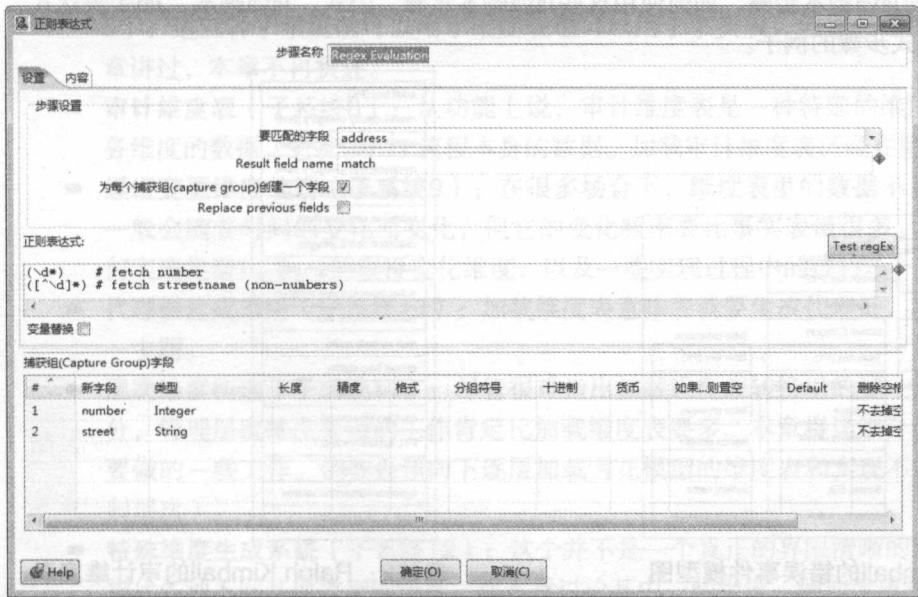 正则表达式
步骤名称 Regex Evaluation
设置 内容
步骤设置
要匹配的字段 address
Result field name match
为每个捕获组(capture group)创建一个字段
Replace previous fields
正则表达式:
Test regEx
(\d*) # fetch number
([^\d]*) # fetch streetname (non-numbers)
变量替换
捕获组(Capture Group)字段
# 新字段 类型 长度 精度 格式 分组符号 十进制 货币 如果...则置空 Default 删除空格
1 number Integer 不去掉空
2 street String 不去掉空
Help 确定(O) 取消(C)